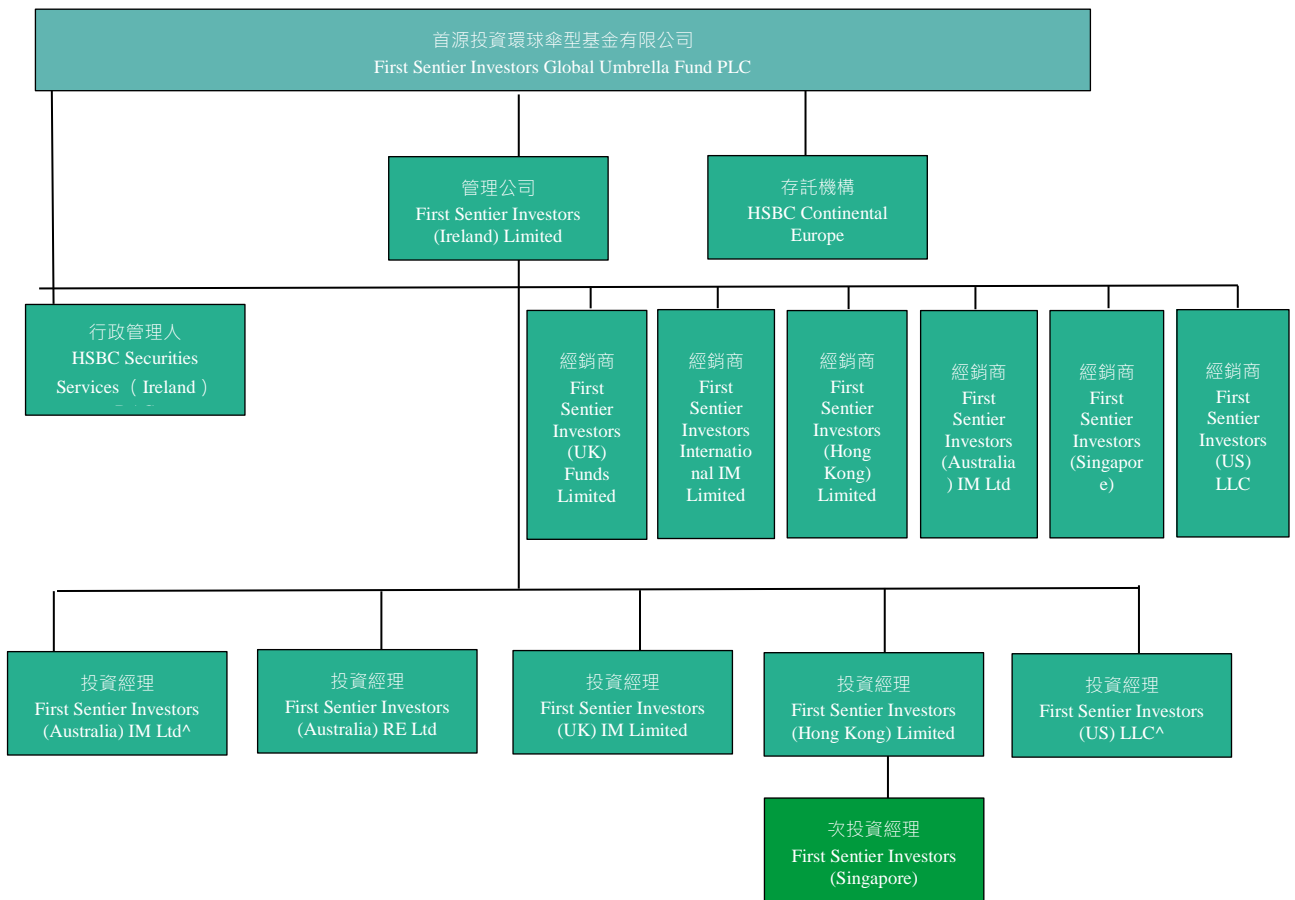 首源投資環球傘型基金有限公司
First Sentier Investors Global Umbrella Fund PLC
管理公司
First Sentier Investors
(Ireland) Limited
存託機構
HSBC Continental
Europe
行政管理人
HSBC Securities
Services （ Ireland ）
經銷商
First
Sentier
Investors
(UK)
Funds
Limited
經銷商
First
Sentier
Investors
Internatio
nal IM
Limited
經銷商
First
Sentier
Investors
(Hong
Kong)
Limited
經銷商
First
Sentier
Investors
(Australia
) IM Ltd
經銷商
First
Sentier
Investors
(Singapor
e)
經銷商
First
Sentier
Investors
(US)
LLC
投資經理
First Sentier Investors
(Australia) IM Ltd^
投資經理
First Sentier Investors
(Australia) RE Ltd
投資經理
First Sentier Investors
(UK) IM Limited
投資經理
First Sentier Investors
(Hong Kong) Limited
投資經理
First Sentier Investors
(US) LLC^
次投資經理
First Sentier Investors
(Singapore)